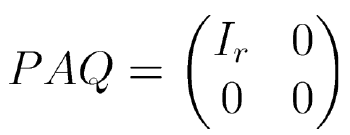 PAQ = \begin{pmatrix} I_r & 0 \\ 0 & 0 \end{pmatrix}